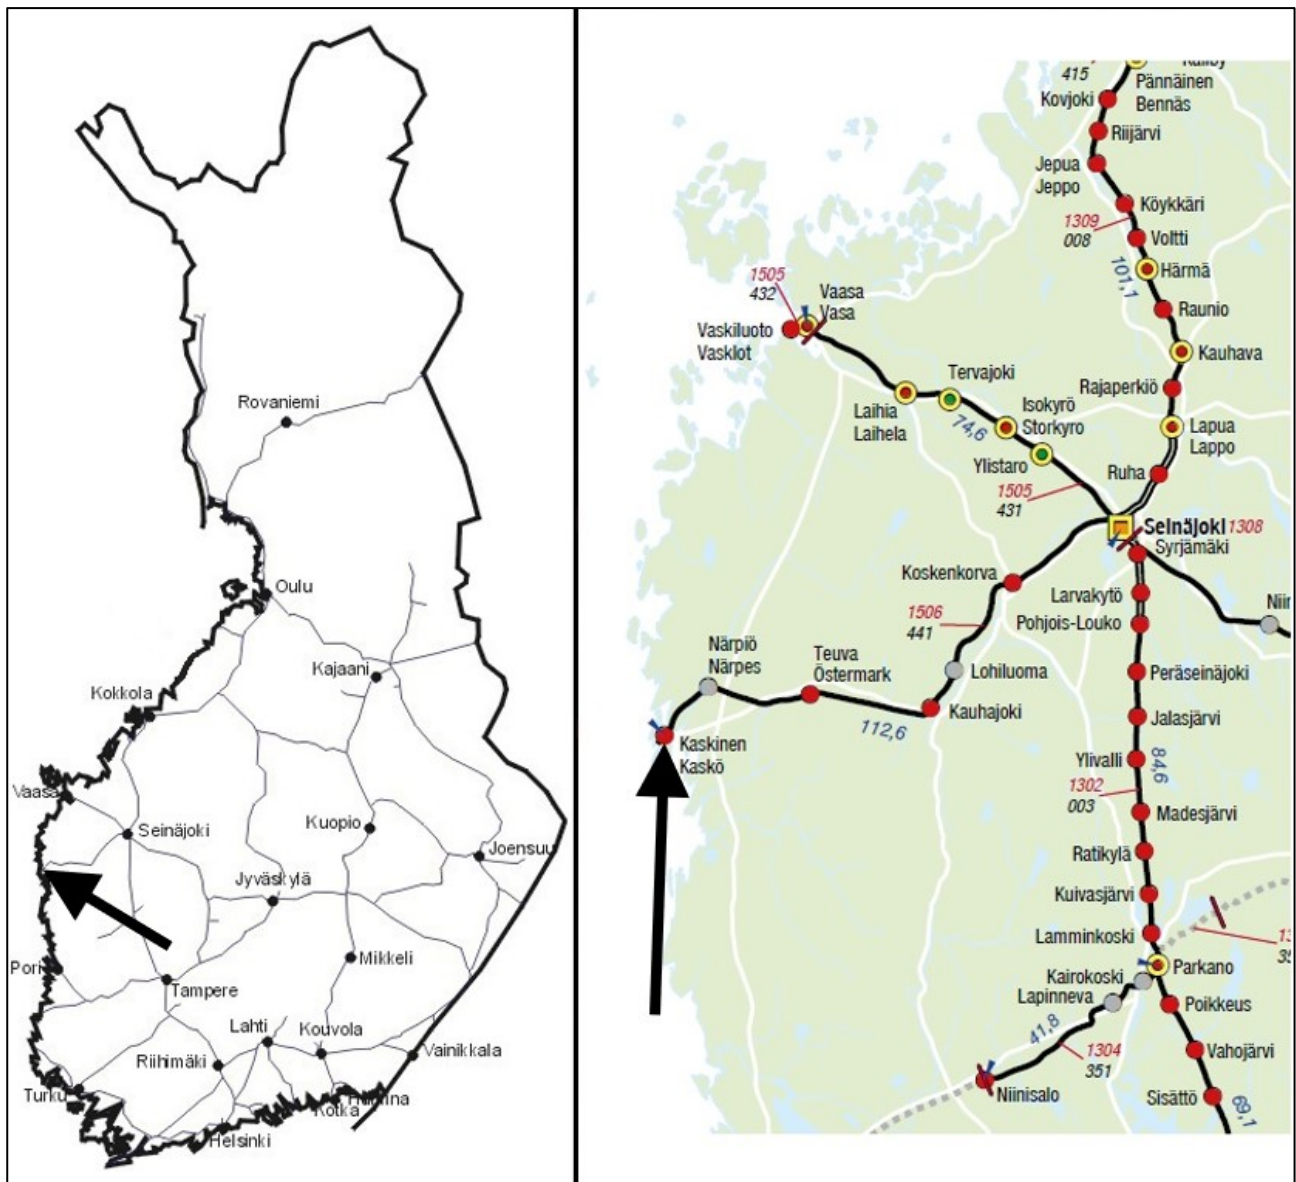 Rovaniemi
Oulu
Kajaani
Kokkola
Vaasa
Seinäjoki
Kuopio
Joensuu
Jyväskylä
Mikkeli
Pori
Tampere
Lahti
Kouvola
Riihimäki
Vainikkala
Turku
Kotka
Helsinki
415
Pännäinen
Bennäs
Kovjoki
Riijärvi
Jepua
Jeppo
Köykkäri
1309
008
Voltti
Härmä
101,1
Raunio
1505
432
Vaasa
Vasa
Vaskiluoto
Vasklot
Kauhava
Rajaperkiö
Tervajoki
Laihia
Laihela
74,6
Isokyrö
Storkyro
Lapua
Lappo
Ylistaro
Ruha
1505
431
Seinäjoki 1308
Syrjämäki
Koskenkorva
Larvakytö
Pohjois-Louko
Niin
1506
441
Närpiö
Närpes
Teuva
Östermark
Lohiluoma
Peräseinäjoki
Kauhajoki
Jalasjärvi
112,6
Kaskinen
Kaskö
Ylivalli
84,6
1302
003
Madesjärvi
Ratikylä
Kuivasjärvi
Lamminkoski
13
35
Parkano
Kairokoski
Lapinneva
Poikkeus
41,8
1304
351
Vahojärvi
Niinisalo
Sisättö
69,1